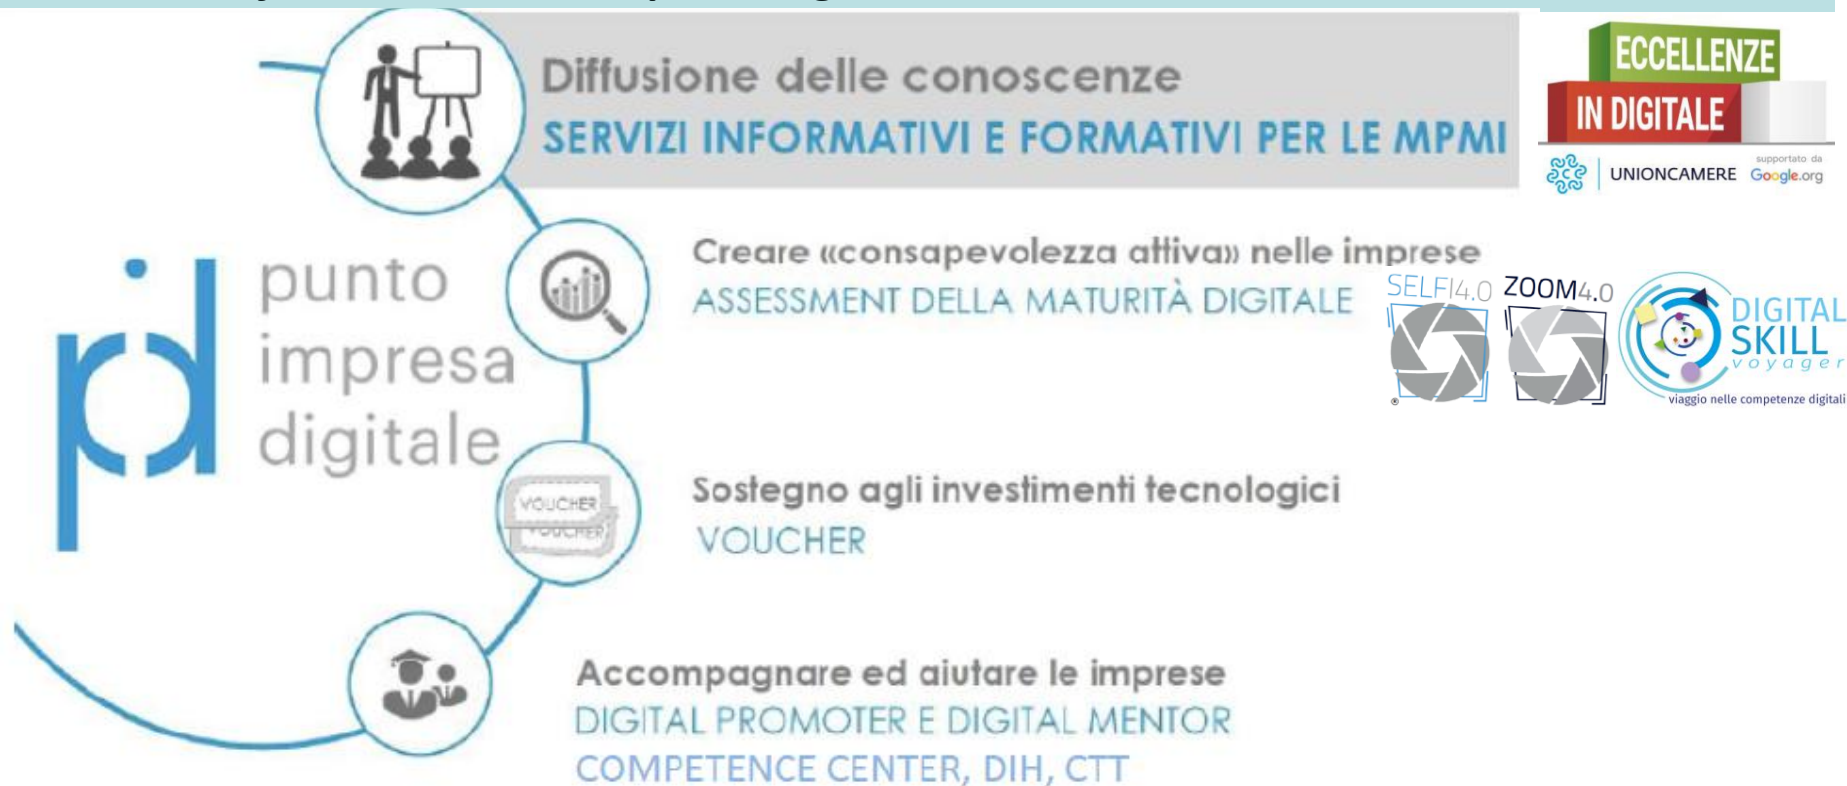 Diffusione delle conoscenze
SERVIZI INFORMATIVI E FORMATIVI PER LE MPMI
ECCELLENZE
IN DIGITALE
UNIONCAMERE
supportato da
Google.org
punto
impresa
digitale
Creare «consapevolezza attiva» nelle imprese
ASSESSMENT DELLA MATURITÀ DIGITALE
SELFI4.0
ZOOM4.0
®
DIGITAL
SKILL
voyager
viaggio nelle competenze digitali
VOUCHER
VOUCHER
Sostegno agli investimenti tecnologici
VOUCHER
Accompagnare ed aiutare le imprese
DIGITAL PROMOTER E DIGITAL MENTOR
COMPETENCE CENTER, DIH, CTT